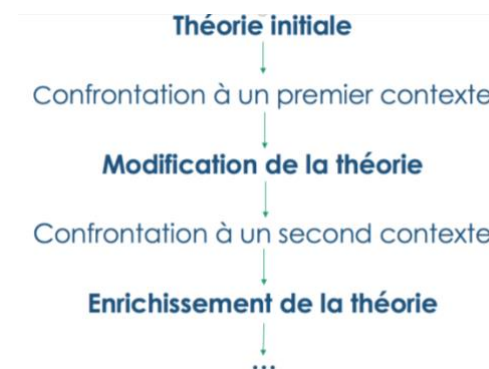 Théorie initiale
Confrontation à un premier contexte
Modification de la théorie
Confrontation à un second contexte
Enrichissement de la théorie
...